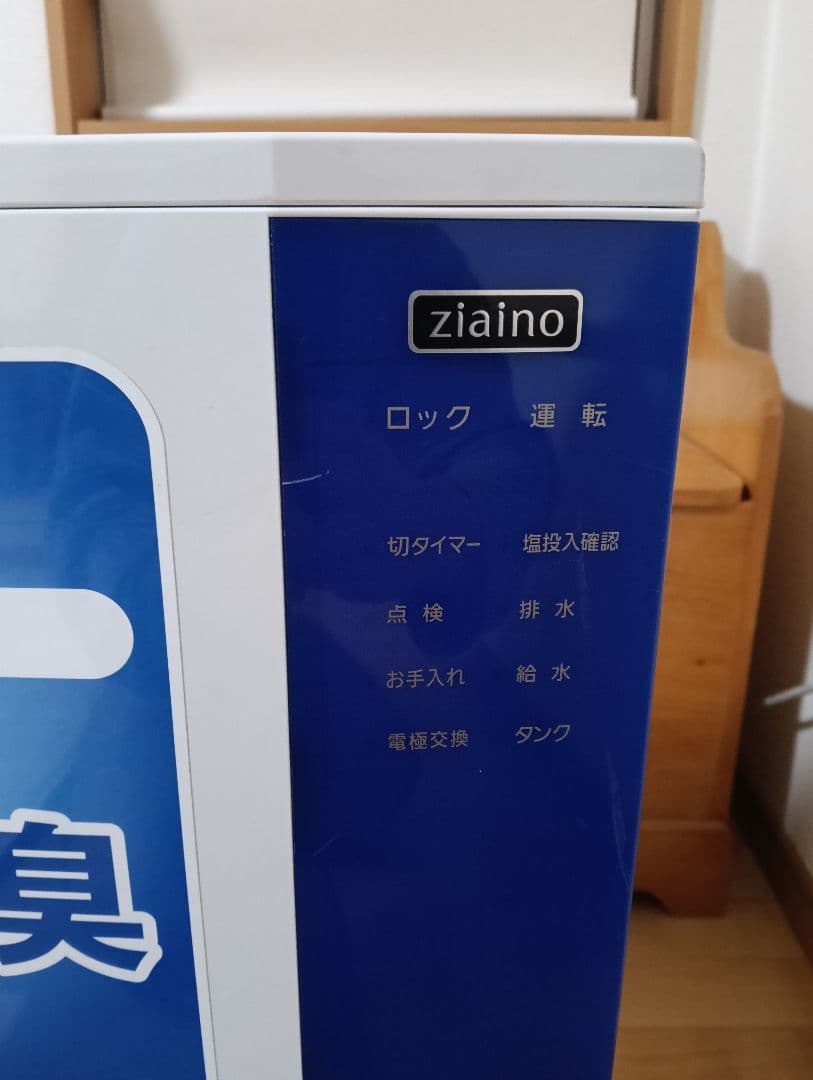 ziaino
ロック 運転
切タイマー 塩投入確認
点検 排水
お手入れ 給水
電極交換 タンク
臭